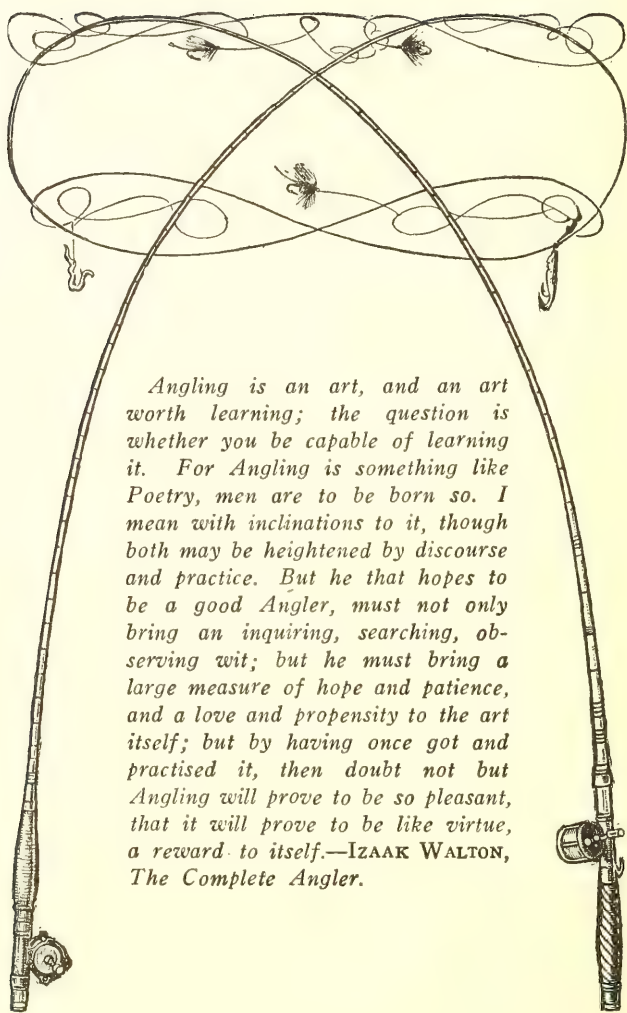 Angling is an art, and an art
worth learning; the question is
whether you be capable of learning
it. For Angling is something like
Poetry, men are to be born so. I
mean with inclinations to it, though
both may be heightened by discourse
and practice. But he that hopes to
be a good Angler, must not only
bring an inquiring, searching, ob-
serving wit; but he must bring a
large measure of hope and patience,
and a love and propensity to the art
itself; but by having once got and
practised it, then doubt not but
Angling will prove to be so pleasant,
that it will prove to be like virtue,
a reward to itself.—IZAAK WALTON,
The Complete Angler.